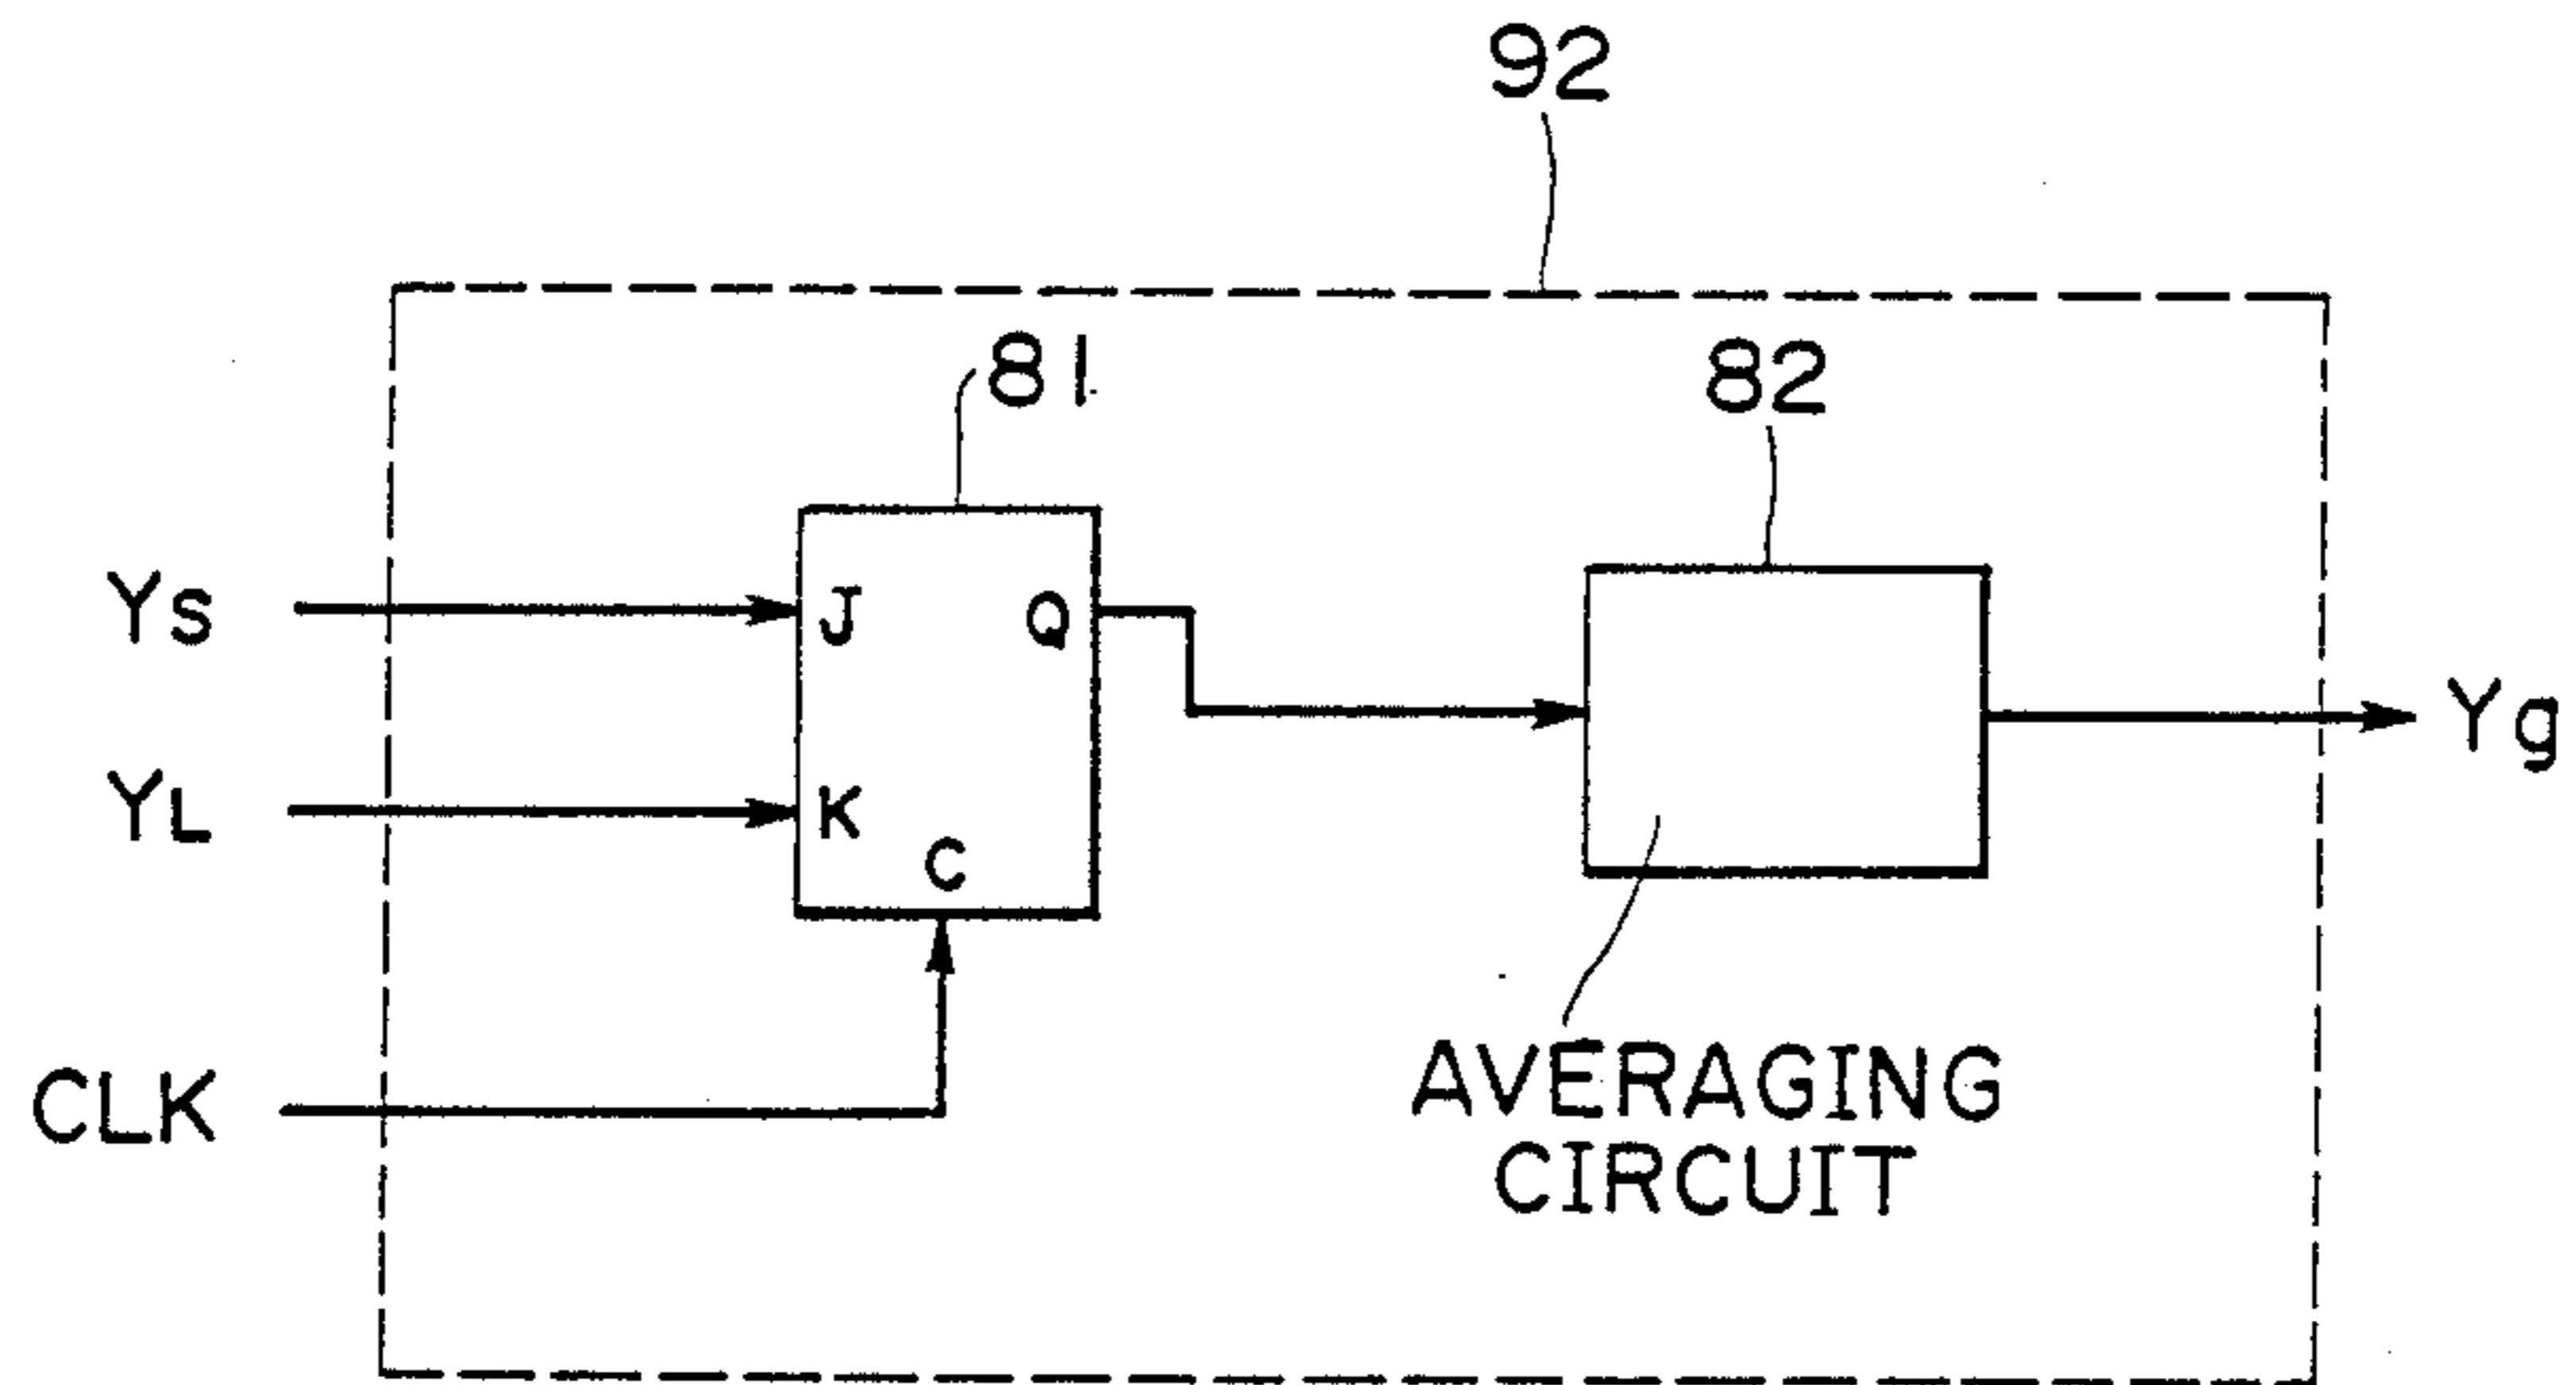 92
81
82
YS
J
Q
YL
K
C
Yg
CLK
AVERAGING
CIRCUIT